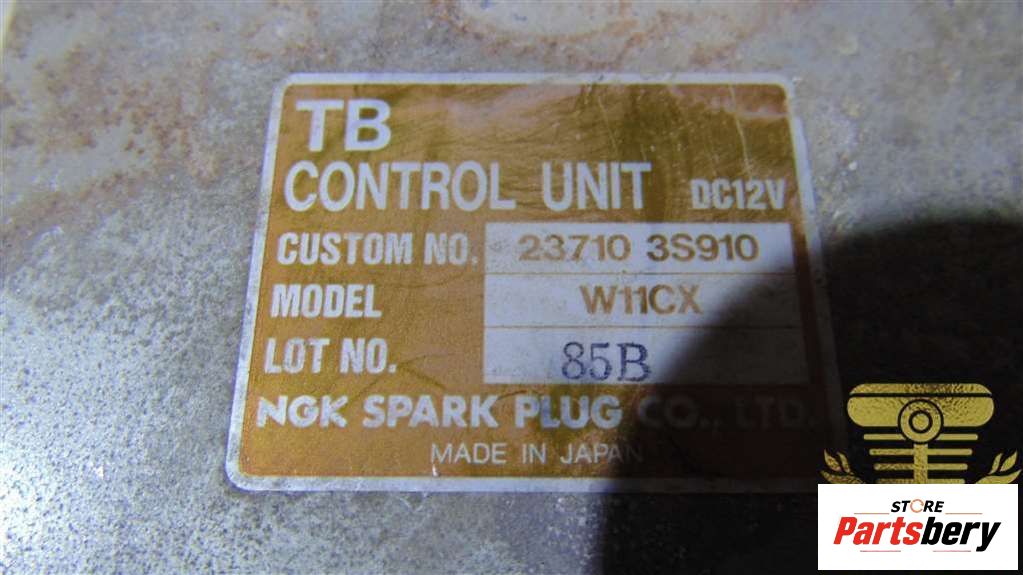 TB
CONTROL UNIT DC12V
CUSTOM NO. 23710 3S910
MODEL W11CX
LOT NO. 85B
NGK SPARK PLUG CO., LTD.
MADE IN JAPAN
STORE
Partsbery